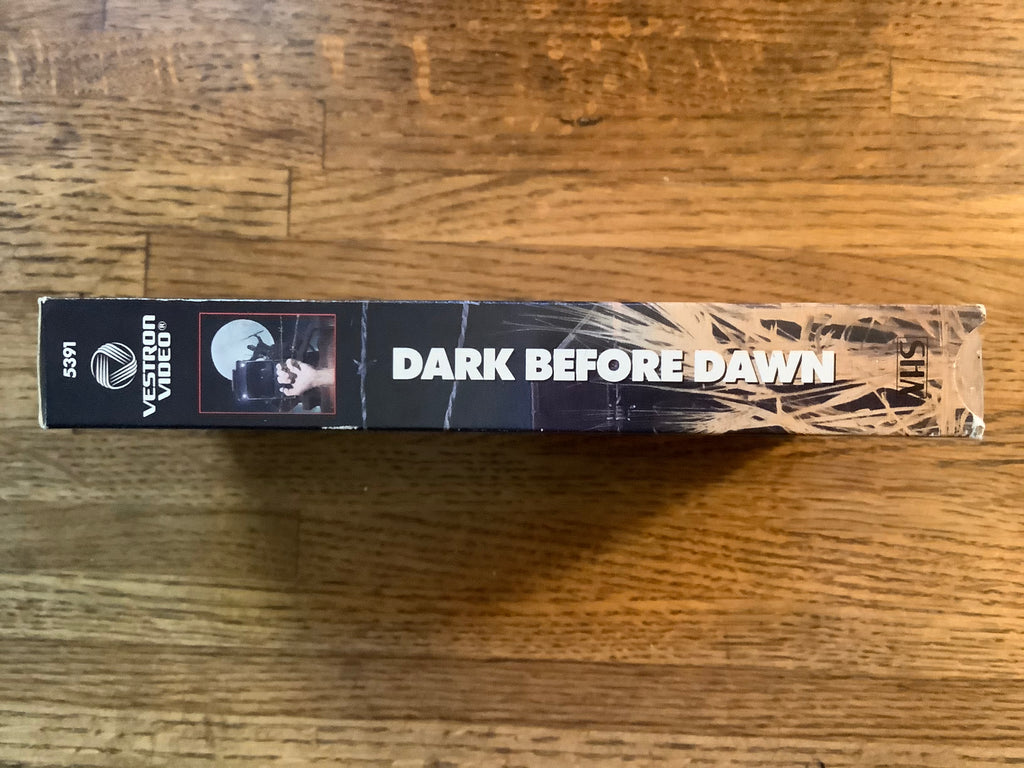 5391
VESTRON
VIDEO®
DARK BEFORE DAWN
VHS